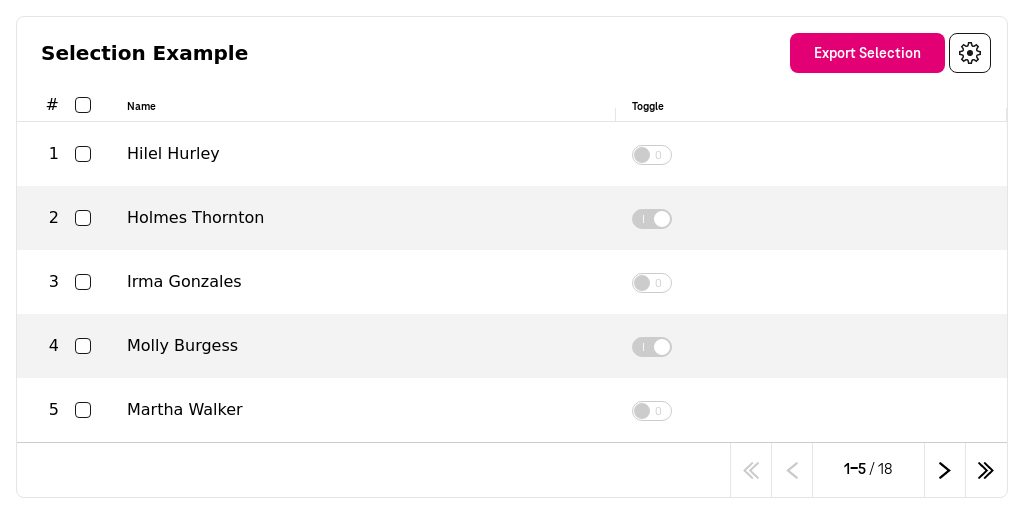 Selection Example
Export Selection
# Name Toggle
1 Hilel Hurley 0
2 Holmes Thornton I
3 Irma Gonzales 0
4 Molly Burgess I
5 Martha Walker 0
1–5 / 18